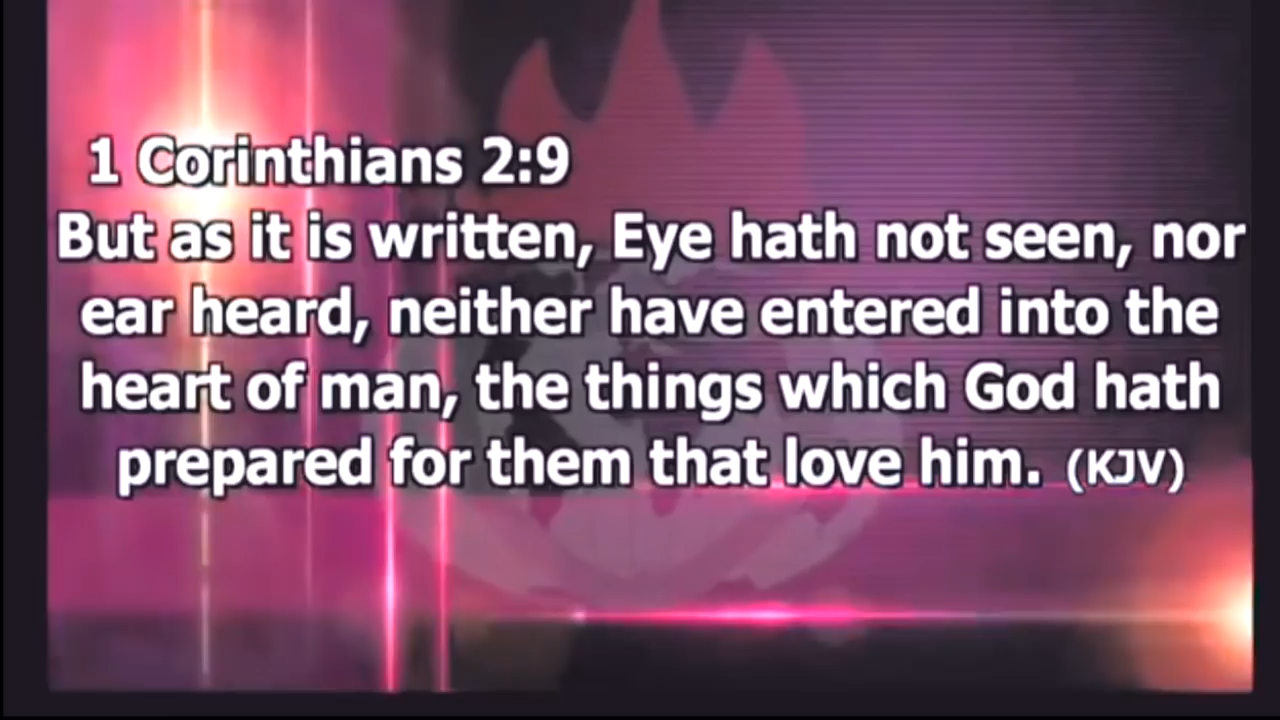 1 Corinthians 2:9
But as it is written, Eye hath not seen, nor
ear heard, neither have entered into the
heart of man, the things which God hath
prepared for them that love him. (KJV)